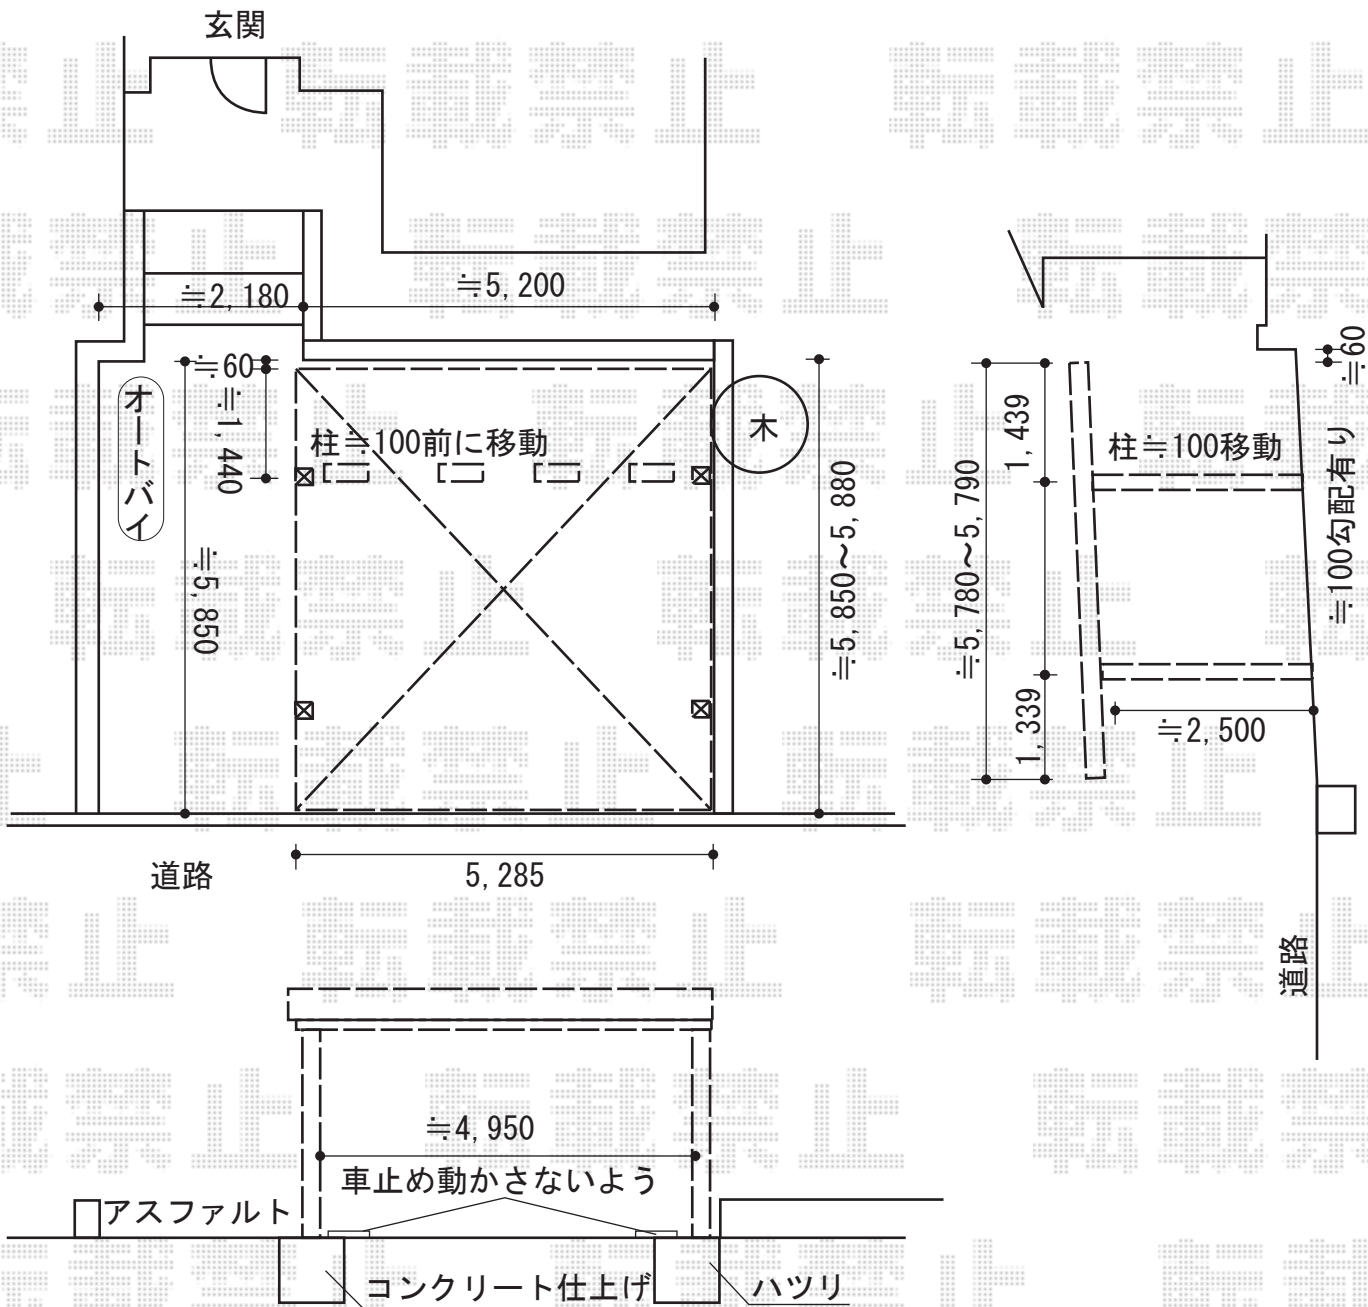 玄関
≒2,180
≒5,200
≒60
≒1,440
オートバイ
柱≒100前に移動
木
≒5,850
≒5,850〜5,880
道路
5,285
≒60
1,439
柱≒100移動
≒100勾配有り
≒5,780〜5,790
1,339
≒2,500
道路
≒4,950
車止め動かさないよう
アスファルト
コンクリート仕上げ
ハツリ
転載禁止